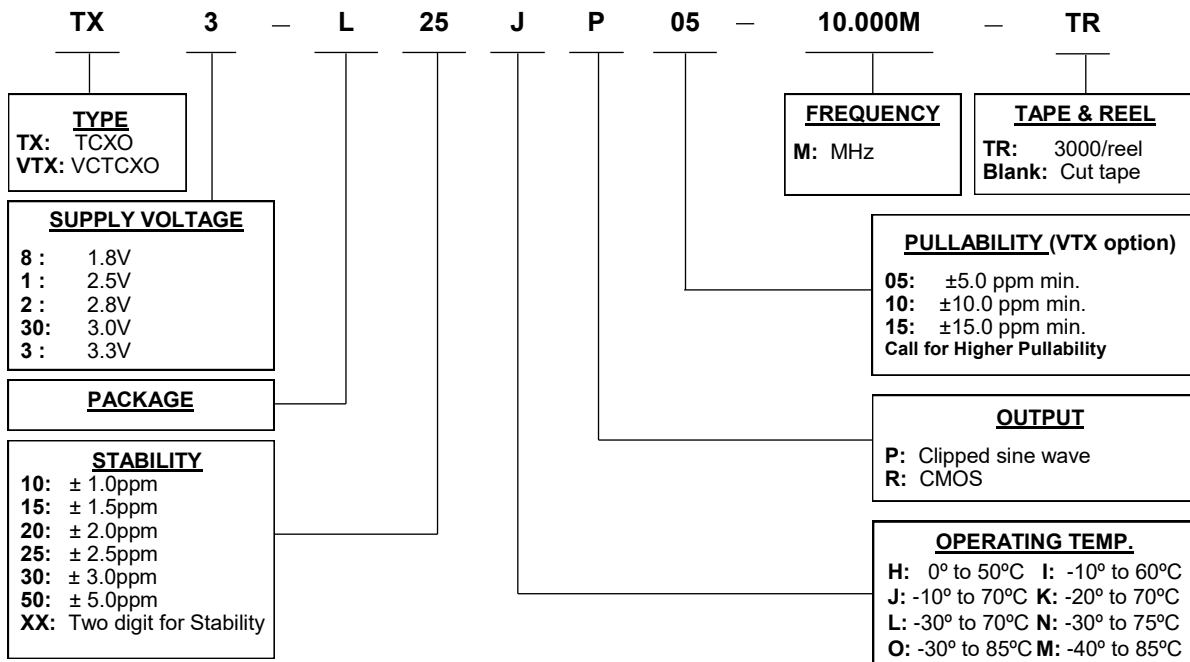 TX 3 – L 25 J P 05 – 10.000M – TR
TYPE
TX: TCXO
VTX: VCTCXO
SUPPLY VOLTAGE
8 : 1.8V
1 : 2.5V
2 : 2.8V
30: 3.0V
3 : 3.3V
PACKAGE
STABILITY
10: ± 1.0ppm
15: ± 1.5ppm
20: ± 2.0ppm
25: ± 2.5ppm
30: ± 3.0ppm
50: ± 5.0ppm
XX: Two digit for Stability
FREQUENCY
M: MHz
TAPE & REEL
TR: 3000/reel
Blank: Cut tape
PULLABILITY (VTX option)
05: ±5.0 ppm min.
10: ±10.0 ppm min.
15: ±15.0 ppm min.
Call for Higher Pullability
OUTPUT
P: Clipped sine wave
R: CMOS
OPERATING TEMP.
H: 0º to 50ºC I: -10º to 60ºC
J: -10º to 70ºC K: -20º to 70ºC
L: -30º to 70ºC N: -30º to 75ºC
O: -30º to 85ºC M: -40º to 85ºC